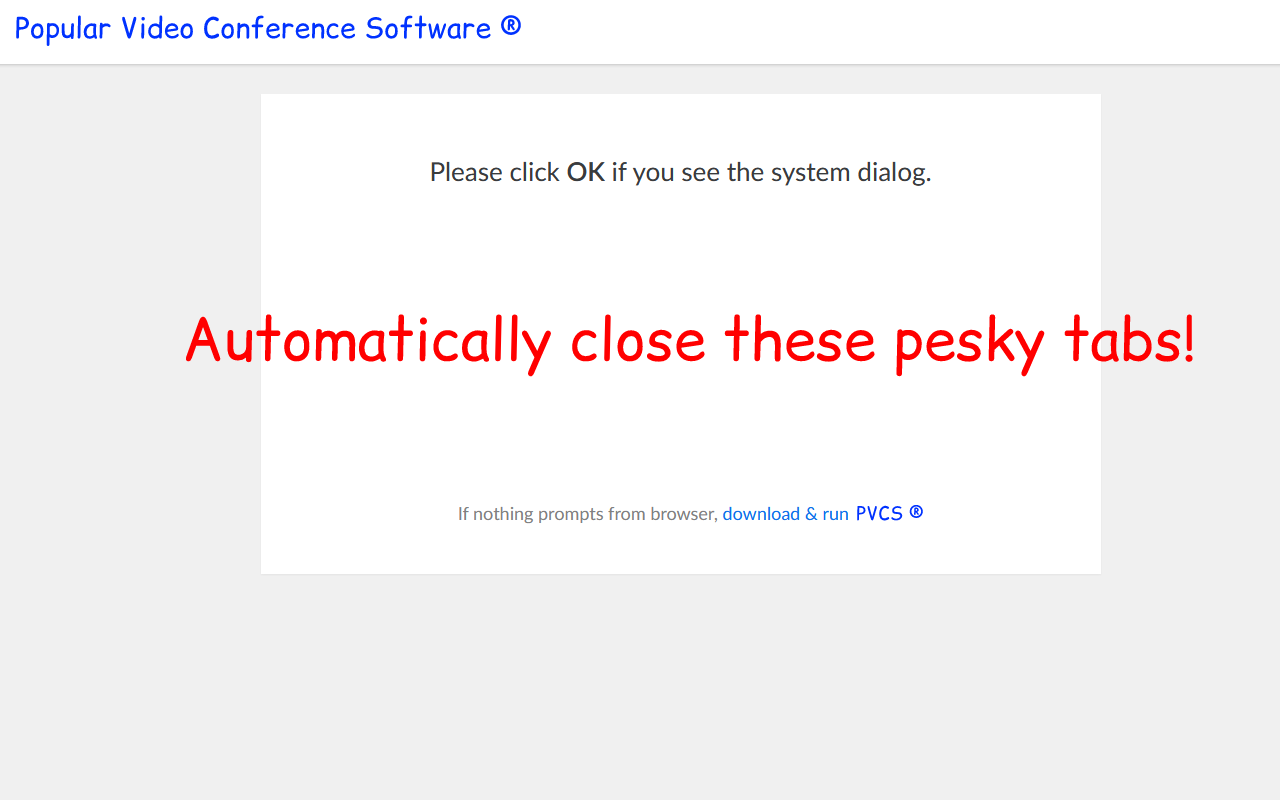 Popular Video Conference Software ®
Please click OK if you see the system dialog.
Automatically close these pesky tabs!
If nothing prompts from browser, download & run PVCS ®